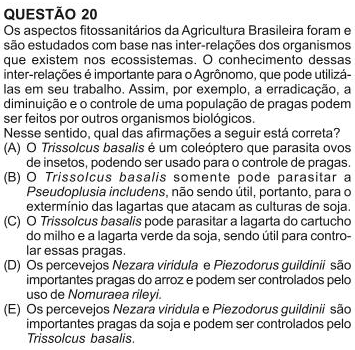 QUESTÃO 20
Os aspectos fitossanitários da Agricultura Brasileira foram e
são estudados com base nas inter-relações dos organismos
que existem nos ecossistemas. O conhecimento dessas
inter-relações é importante para o Agrônomo, que pode utilizá-
las em seu trabalho. Assim, por exemplo, a erradicação, a
diminuição e o controle de uma população de pragas podem
ser feitos por outros organismos biológicos.
Nesse sentido, qual das afirmações a seguir está correta?
(A) O Trissolcus basalis é um coleóptero que parasita ovos
de insetos, podendo ser usado para o controle de pragas.
(B) O Trissolcus basalis somente pode parasitar a
Pseudoplusia includens, não sendo útil, portanto, para o
extermínio das lagartas que atacam as culturas de soja.
(C) O Trissolcus basalis pode parasitar a lagarta do cartucho
do milho e a lagarta verde da soja, sendo útil para contro-
lar essas pragas.
(D) Os percevejos Nezara viridula e Piezodorus guildinii são
importantes pragas do arroz e podem ser controlados pelo
uso de Nomuraea rileyi.
(E) Os percevejos Nezara viridula e Piezodorus guildinii são
importantes pragas da soja e podem ser controlados pelo
Trissolcus basalis.